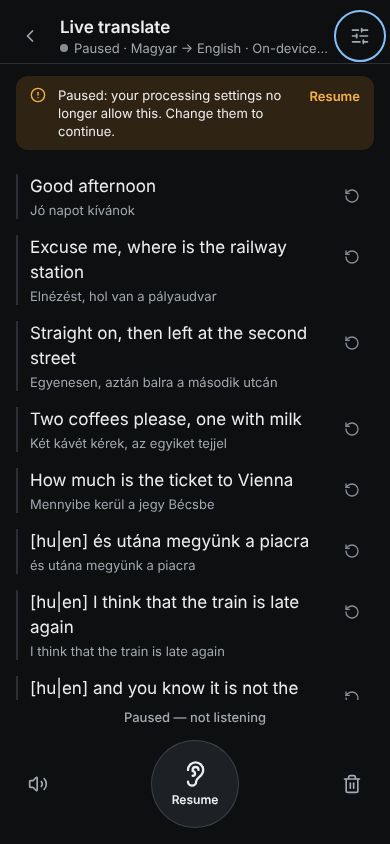 Live translate
Paused · Magyar → English · On-device...
Paused: your processing settings no
longer allow this. Change them to
continue.
Resume
Good afternoon
Jó napot kívánok
Excuse me, where is the railway
station
Elnézést, hol van a pályaudvar
Straight on, then left at the second
street
Egyenesen, aztán balra a második utcán
Two coffees please, one with milk
Két kávét kérek, az egyiket tejjel
How much is the ticket to Vienna
Mennyibe kerül a jegy Bécsbe
[hu|en] és utána megyünk a piacra
és utána megyünk a piacra
[hu|en] I think that the train is late
again
I think that the train is late again
[hu|en] and you know it is not the
Paused — not listening
Resume